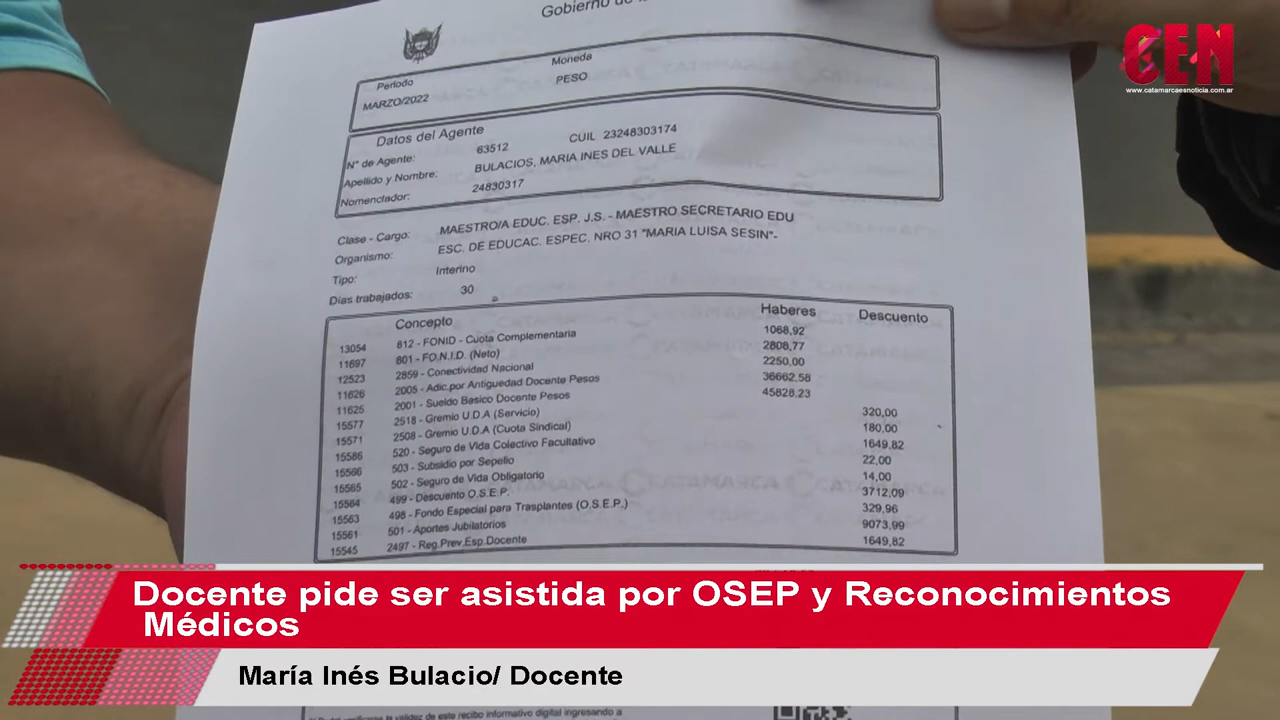 Gobierno de
CEN
www.catamarcaesnoticia.com.ar
Periodo
Moneda
MARZO/2022
PESO
Datos del Agente
N° de Agente:
63512
CUIL 23248303174
Apellido y Nombre:
BULACIOS, MARIA INES DEL VALLE
Nomenclador:
24830317
Clase - Cargo:
MAESTRO/A EDUC. ESP. J.S. - MAESTRO SECRETARIO EDU
Organismo:
ESC. DE EDUCAC. ESPEC. NRO 31 "MARIA LUISA SESIN"-
Tipo:
Interino
Días trabajados:
30
Concepto Haberes Descuento
13054 812 - FONID - Cuota Complementaria 1068,92
11697 801 - FO.N.I.D. (Neto) 2808,77
12523 2859 - Conectividad Nacional 2250,00
11626 2005 - Adic.por Antiguedad Docente Pesos 36662,58
11625 2001 - Sueldo Basico Docente Pesos 45828,23
15577 2518 - Gremio U.D.A (Servicio) 320,00
15571 2508 - Gremio U.D.A (Cuota Sindical) 180,00
15586 520 - Seguro de Vida Colectivo Facultativo 1649,82
15566 503 - Subsidio por Sepelio 22,00
15565 502 - Seguro de Vida Obligatorio 14,00
15564 499 - Descuento O.S.E.P. 3712,09
15563 498 - Fondo Especial para Trasplantes (O.S.E.P.) 329,96
15561 501 - Aportes Jubilatorios 9073,99
15545 2497 - Reg.Prev.Esp.Docente 1649,82
Docente pide ser asistida por OSEP y Reconocimientos
Médicos
María Inés Bulacio/ Docente
validez de este recibo informativo digital ingresando a